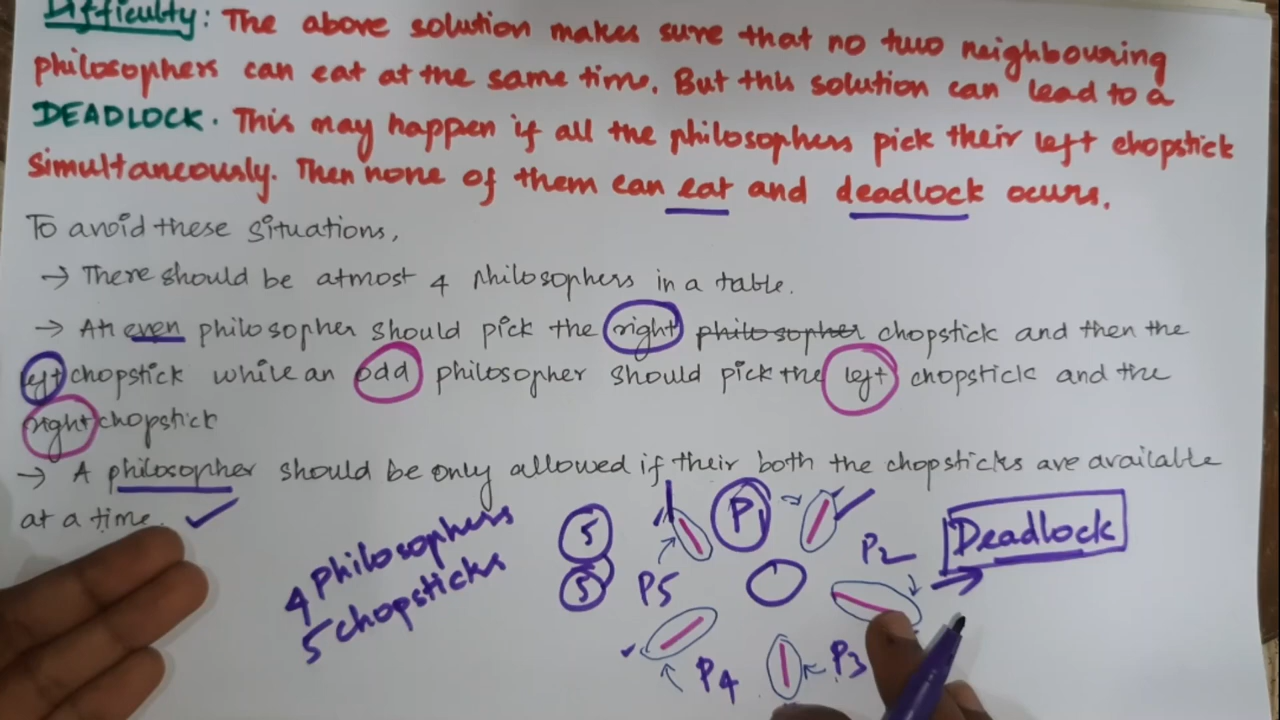 Difficulty: The above solution makes sure that no two neighbouring
philosophers can eat at the same time. But this solution can lead to a
DEADLOCK. This may happen if all the philosophers pick their left chopstick
simultaneously. Then none of them can eat and deadlock ocurs.
To avoid these situations,
→ There should be atmost 4 philosophers in a table.
→ An even philosopher should pick the right philosopher chopstick and then the
left chopstick while an odd philosopher should pick the left chopstick and the
right chopstick
→ A philosopher should be only allowed if their both the chopsticks are available
at a time.
4 philosophers
5 chopsticks
5
5
P1
P2
P5
P4
P3
Deadlock